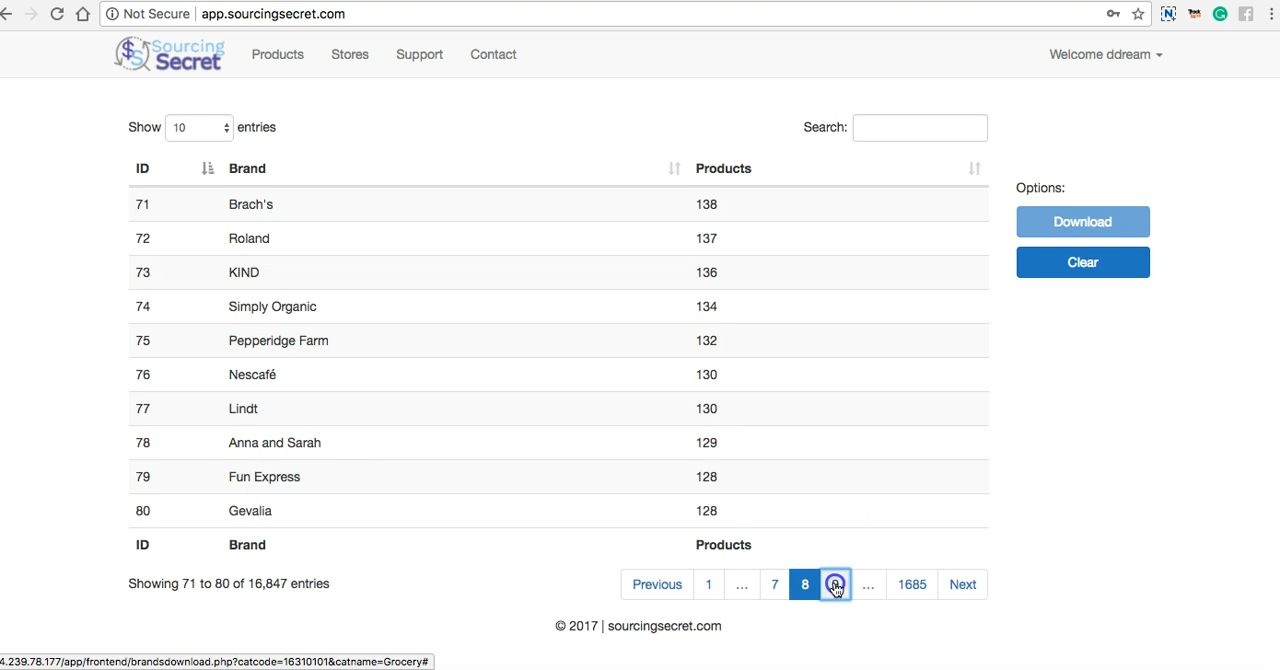 Not Secure | app.sourcingsecret.com
Sourcing Secret Products Stores Support Contact Welcome ddream
Show 10 entries Search:
ID Brand Products
Options:
71 Brach's 138
Download
72 Roland 137
Clear
73 KIND 136
74 Simply Organic 134
75 Pepperidge Farm 132
76 Nescafé 130
77 Lindt 130
78 Anna and Sarah 129
79 Fun Express 128
80 Gevalia 128
ID Brand Products
Showing 71 to 80 of 16,847 entries Previous 1 ... 7 8 ... 1685 Next
© 2017 | sourcingsecret.com
4.239.78.177/app/frontend/brandsdownload.php?catcode=16310101&catname=Grocery#